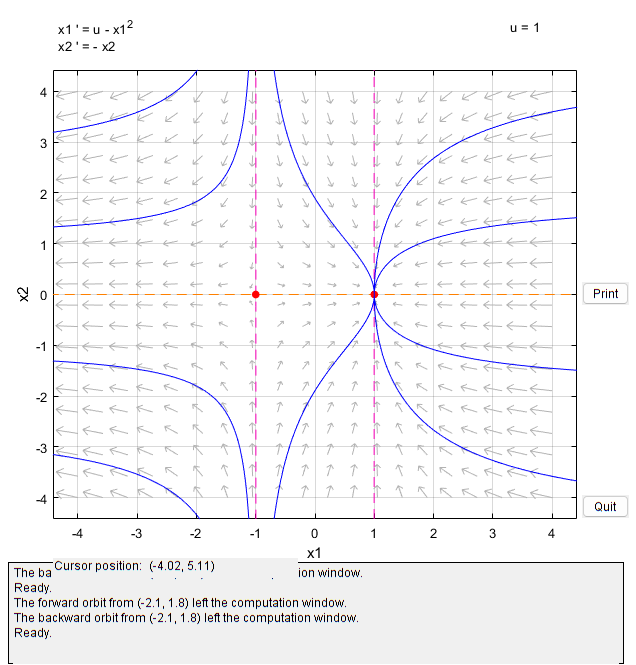 x1 ' = u - x1²
x2 ' = - x2
u = 1
4
3
2
1
0
-1
-2
-3
-4
x2
-4
-3
-2
-1
0
1
2
3
4
x1
Print
Quit
Cursor position: (-4.02, 5.11)
The ba ion window.
Ready.
The forward orbit from (-2.1, 1.8) left the computation window.
The backward orbit from (-2.1, 1.8) left the computation window.
Ready.